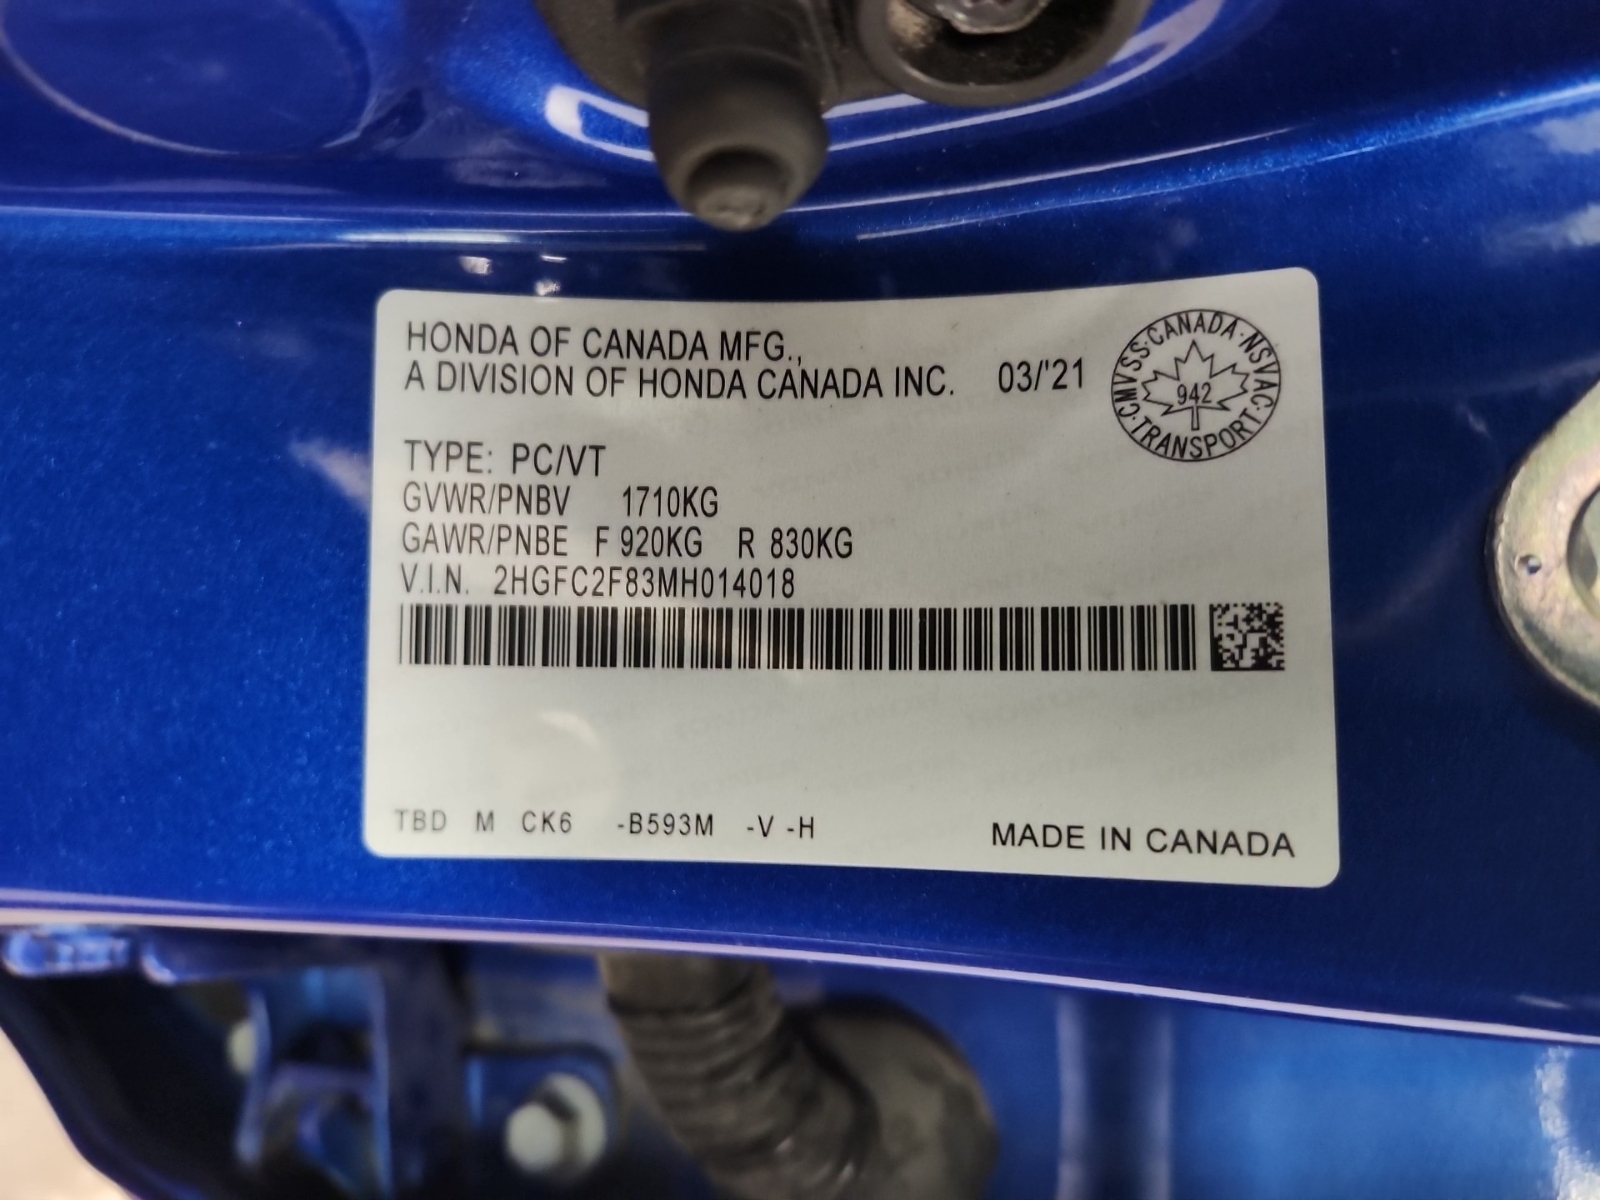 HONDA OF CANADA MFG.,
A DIVISION OF HONDA CANADA INC. 03/'21
CMVSS·CANADA·NSVAC·TRANSPORT·
942
TYPE: PC/VT
GVWR/PNBV 1710KG
GAWR/PNBE F 920KG R 830KG
V.I.N. 2HGFC2F83MH014018
TBD M CK6 -B593M -V -H
MADE IN CANADA